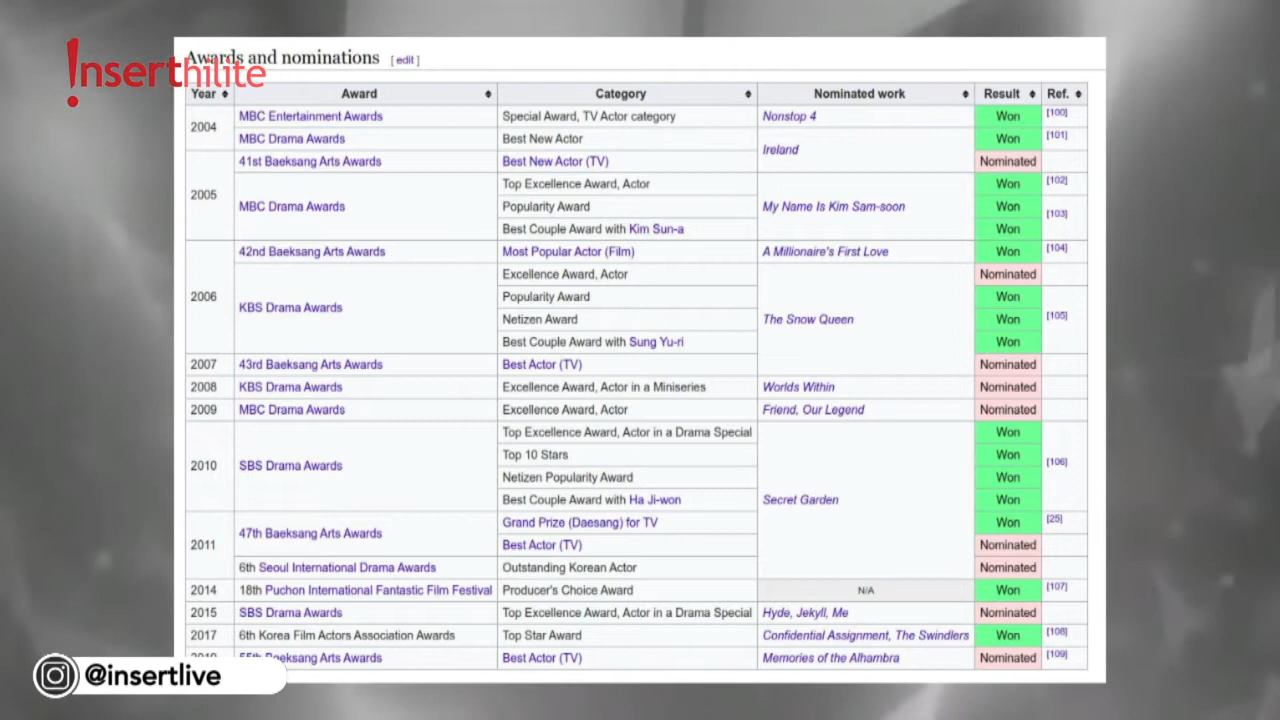 !nserthilite
Awards and nominations [ edit ]
Year Award Category Nominated work Result Ref.
2004 MBC Entertainment Awards Special Award, TV Actor category Nonstop 4 Won [100]
MBC Drama Awards Best New Actor Ireland Won [101]
2005 41st Baeksang Arts Awards Best New Actor (TV) Nominated
MBC Drama Awards Top Excellence Award, Actor My Name Is Kim Sam-soon Won [102]
Popularity Award Won [103]
Best Couple Award with Kim Sun-a Won
2006 42nd Baeksang Arts Awards Most Popular Actor (Film) A Millionaire's First Love Won [104]
KBS Drama Awards Excellence Award, Actor The Snow Queen Nominated
Popularity Award Won [105]
Netizen Award Won
Best Couple Award with Sung Yu-ri Won
2007 43rd Baeksang Arts Awards Best Actor (TV) Nominated
2008 KBS Drama Awards Excellence Award, Actor in a Miniseries Worlds Within Nominated
2009 MBC Drama Awards Excellence Award, Actor Friend, Our Legend Nominated
2010 SBS Drama Awards Top Excellence Award, Actor in a Drama Special Secret Garden Won [106]
Top 10 Stars Won
Netizen Popularity Award Won
Best Couple Award with Ha Ji-won Won
2011 47th Baeksang Arts Awards Grand Prize (Daesang) for TV Won [25]
Best Actor (TV) Nominated
6th Seoul International Drama Awards Outstanding Korean Actor Nominated
2014 18th Puchon International Fantastic Film Festival Producer's Choice Award N/A Won [107]
2015 SBS Drama Awards Top Excellence Award, Actor in a Drama Special Hyde, Jekyll, Me Nominated
2017 6th Korea Film Actors Association Awards Top Star Award Confidential Assignment, The Swindlers Won [108]
2019 55th Baeksang Arts Awards Best Actor (TV) Memories of the Alhambra Nominated [109]
@insertlive